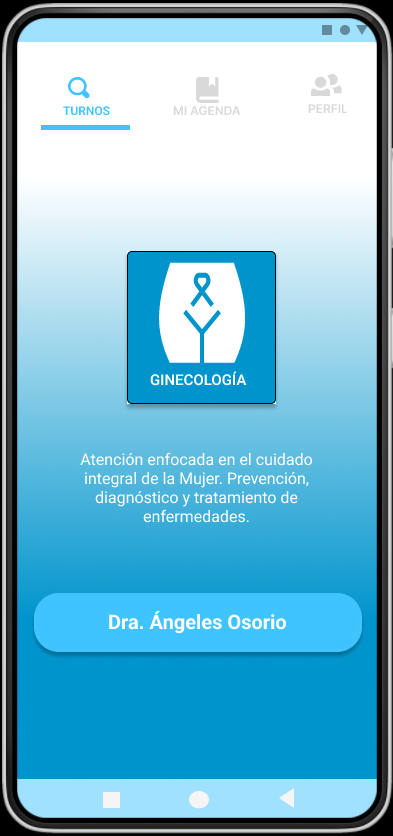 TURNOS
MI AGENDA
PERFIL
GINECOLOGÍA
Atención enfocada en el cuidado
integral de la Mujer. Prevención,
diagnóstico y tratamiento de
enfermedades.
Dra. Ángeles Osorio